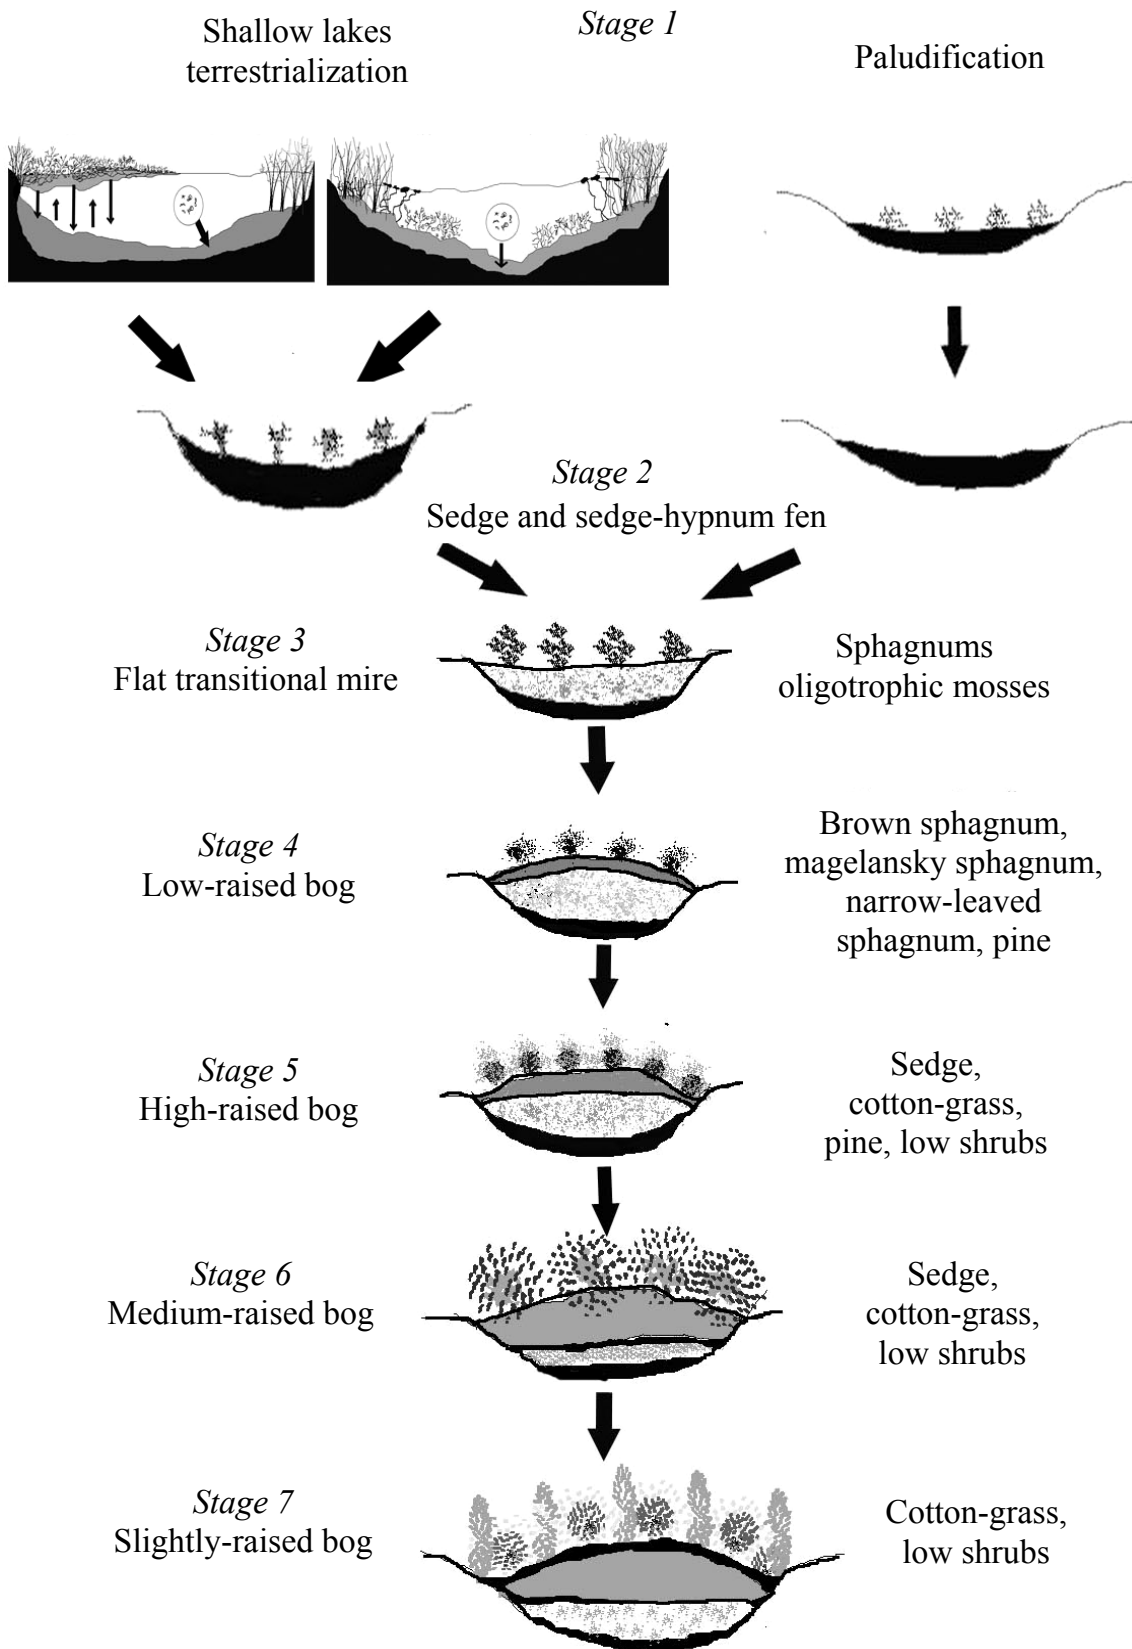 Stage 1
Shallow lakes
terrestrialization
Paludification
Stage 2
Sedge and sedge-hypnum fen
Stage 3
Flat transitional mire
Sphagnums
oligotrophic mosses
Stage 4
Low-raised bog
Brown sphagnum,
magelansky sphagnum,
narrow-leaved
sphagnum, pine
Stage 5
High-raised bog
Sedge,
cotton-grass,
pine, low shrubs
Stage 6
Medium-raised bog
Sedge,
cotton-grass,
low shrubs
Stage 7
Slightly-raised bog
Cotton-grass,
low shrubs